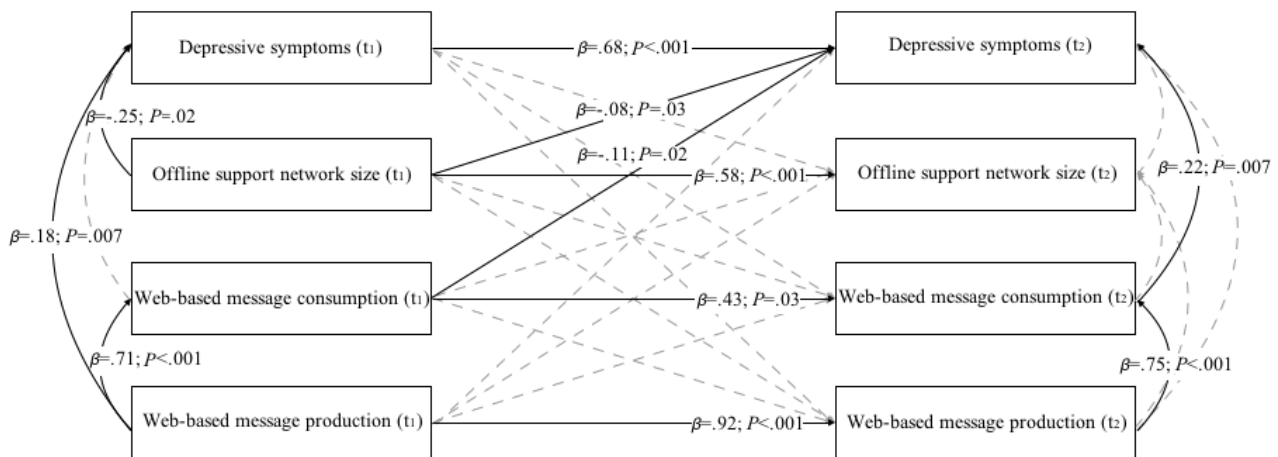 Depressive symptoms (t1)
β=.68; P<.001
Depressive symptoms (t2)
β=-.25; P=.02
β=-.08; P=.03
β=-.11; P=.02
Offline support network size (t1)
β=.58; P<.001
Offline support network size (t2)
β=.22; P=.007
β=.18; P=.007
Web-based message consumption (t1)
β=.43; P=.03
Web-based message consumption (t2)
β=.71; P<.001
β=.75; P<.001
Web-based message production (t1)
β=.92; P<.001
Web-based message production (t2)